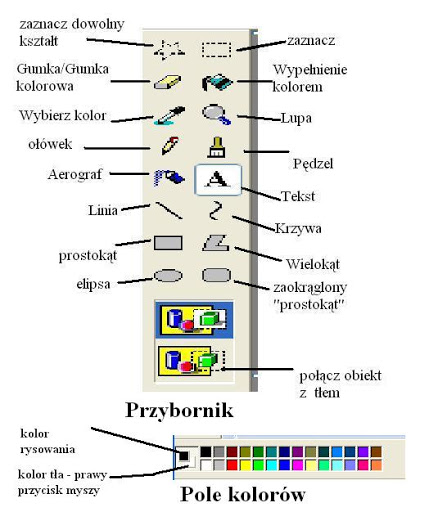 zaznacz dowolny
kształt
zaznacz
Gumka/Gumka
kolorowa
Wypełnienie
kolorem
Wybierz kolor
Lupa
ołówek
Pędzel
Aerograf
A
Tekst
Linia
Krzywa
prostokąt
Wielokąt
elipsa
zaokrąglony
"prostokąt"
połącz obiekt
z tłem
Przybornik
kolor
rysowania
kolor tła - prawy
przycisk myszy
Pole kolorów